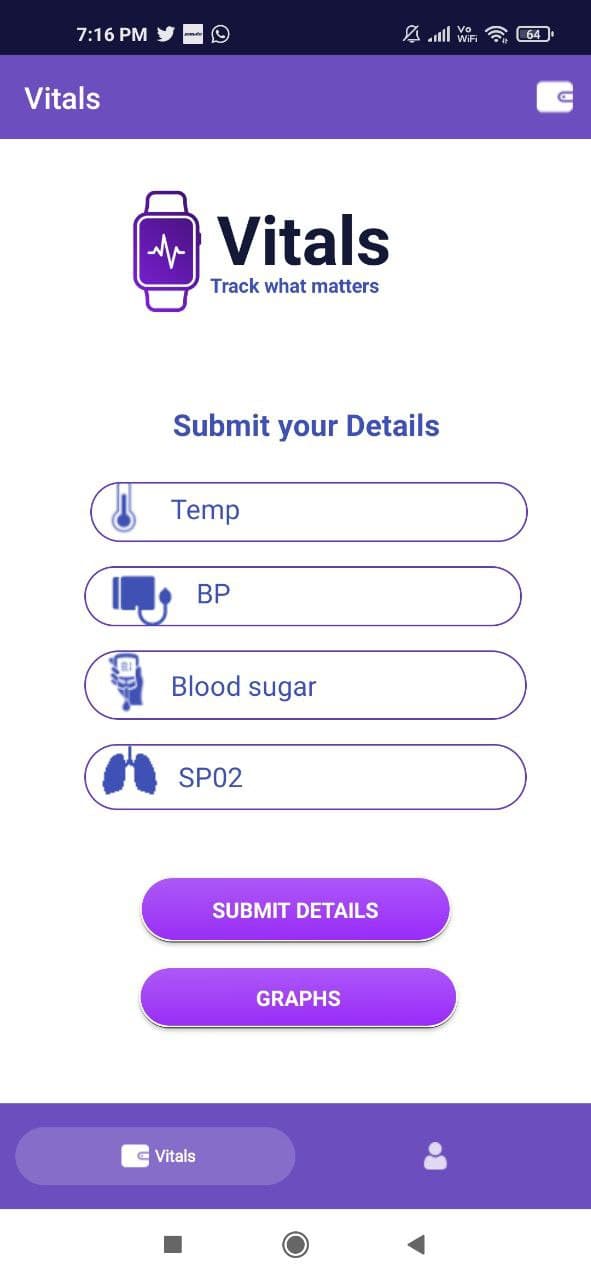 7:16 PM
Vo
WiFi
64
Vitals
Vitals
Track what matters
Submit your Details
Temp
BP
Blood sugar
SP02
SUBMIT DETAILS
GRAPHS
Vitals